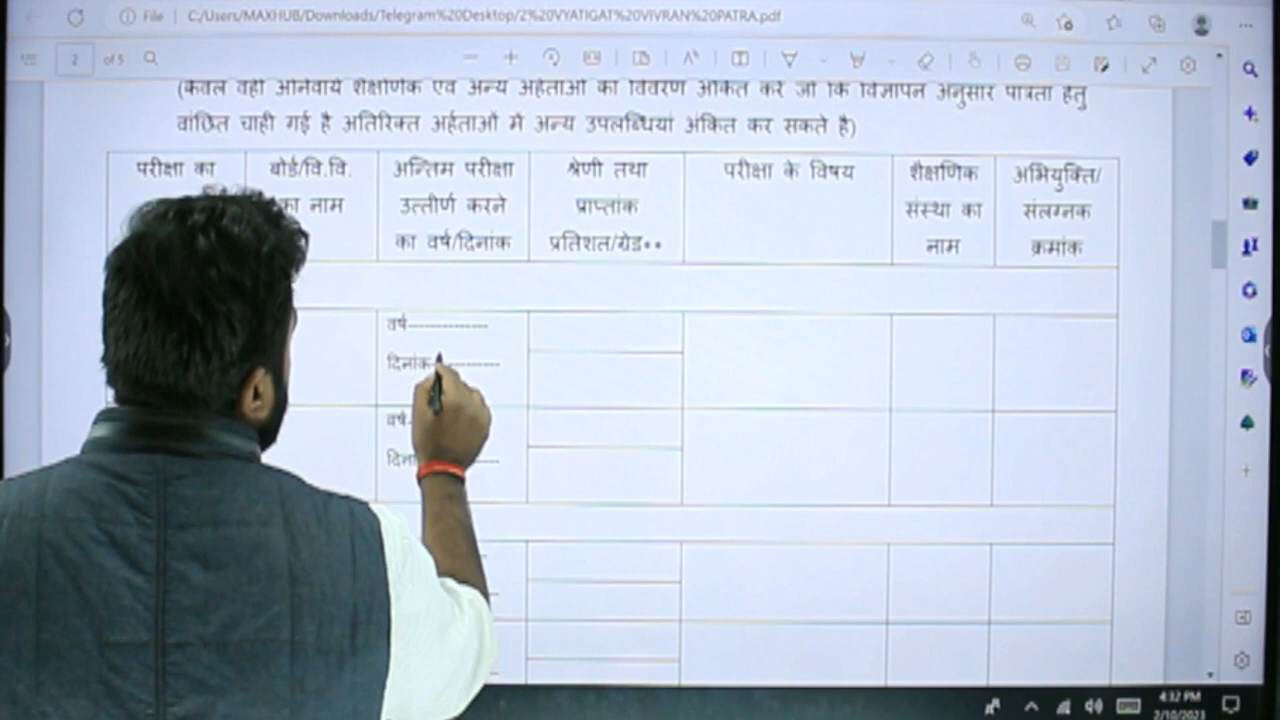 File C:/Users/MAXHUB/Downloads/Telegram%20Desktop/2%20VYATIGAT%20VIVRAN%20PATRA.pdf
2 of 5
(केवल वही अनिवार्य शैक्षणिक एवं अन्य अर्हताओं का विवरण अंकित करें जो कि विज्ञापन अनुसार पात्रता हेतु
वांछित चाही गई है अतिरिक्त अर्हताओं में अन्य उपलब्धियां अंकित कर सकते है)
परीक्षा का
बोर्ड/वि.वि.
का नाम
अन्तिम परीक्षा
उत्तीर्ण करने
का वर्ष/दिनांक
श्रेणी तथा
प्राप्तांक
प्रतिशत/ग्रेड**
परीक्षा के विषय
शैक्षणिक
संस्था का
नाम
अभियुक्ति/
संलग्नक
क्रमांक
वर्ष---------------
दिनांक------------
वर्ष-
4:32 PM
2/10/2023